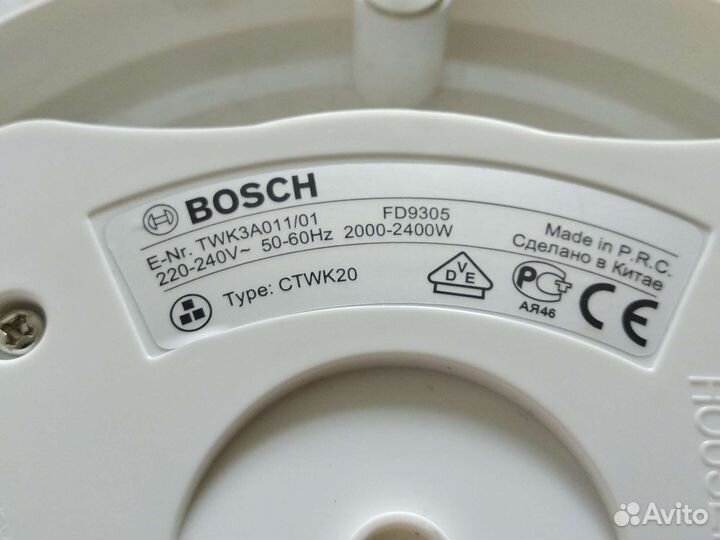 BOSCH
E-Nr. TWK3A011/01 FD9305
220-240V~ 50-60Hz 2000-2400W
Type: CTWK20
Made in P.R.C.
Сделано в Китае
VDE
РСТ
АЯ46
CE
Avito